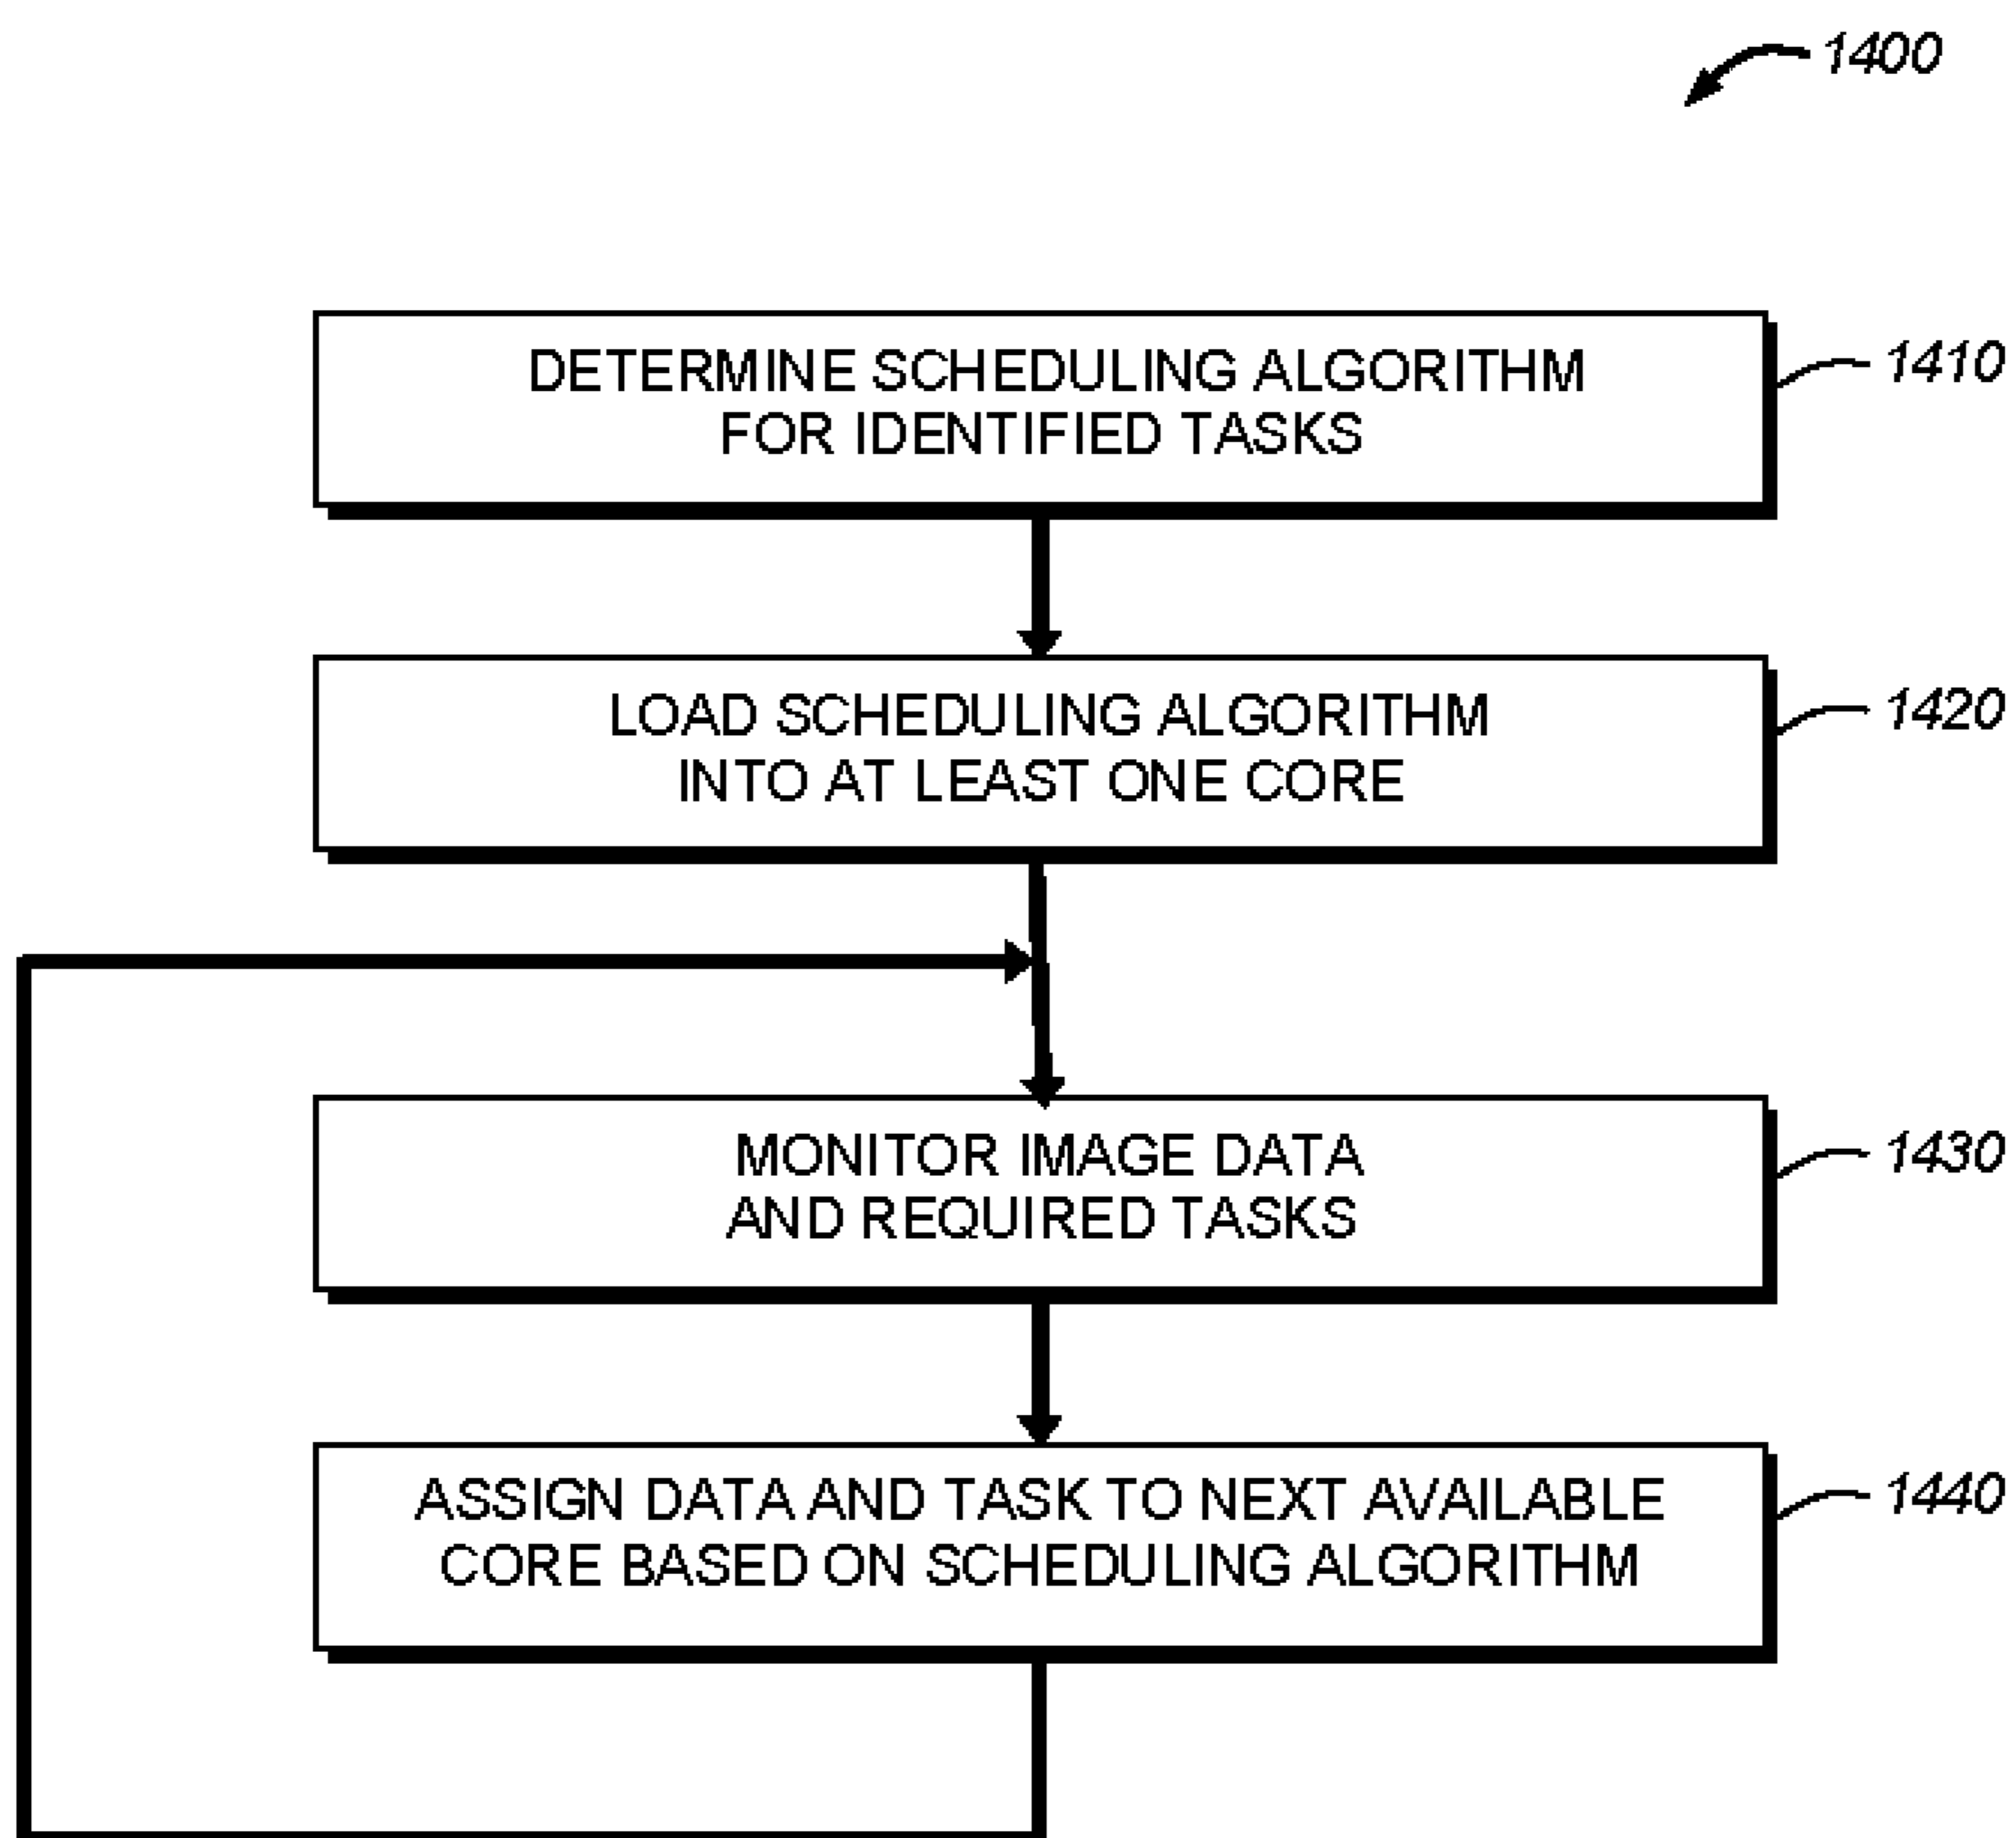 1400
DETERMINE SCHEDULING ALGORITHM
FOR IDENTIFIED TASKS
1410
LOAD SCHEDULING ALGORITHM
INTO AT LEAST ONE CORE
1420
MONITOR IMAGE DATA
AND REQUIRED TASKS
1430
ASSIGN DATA AND TASK TO NEXT AVAILABLE
CORE BASED ON SCHEDULING ALGORITHM
1440